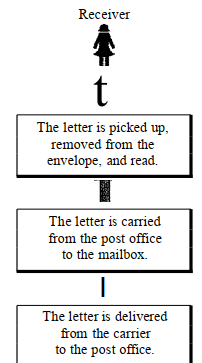 Receiver
t
The letter is picked up,
removed from the
envelope, and read.
The letter is carried
from the post office
to the mailbox.
The letter is delivered
from the carrier
to the post office.